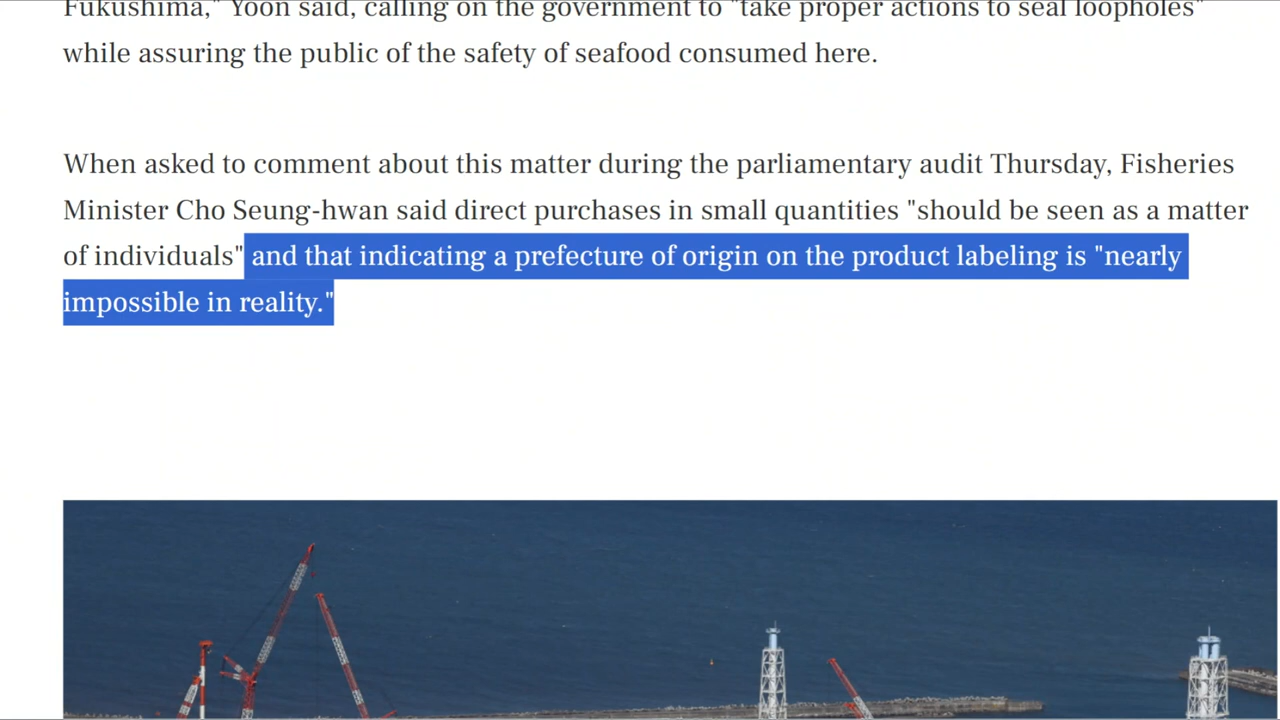 Fukushima," Yoon said, calling on the government to "take proper actions to seal loopholes"
while assuring the public of the safety of seafood consumed here.
When asked to comment about this matter during the parliamentary audit Thursday, Fisheries
Minister Cho Seung-hwan said direct purchases in small quantities "should be seen as a matter
of individuals" and that indicating a prefecture of origin on the product labeling is "nearly
impossible in reality."